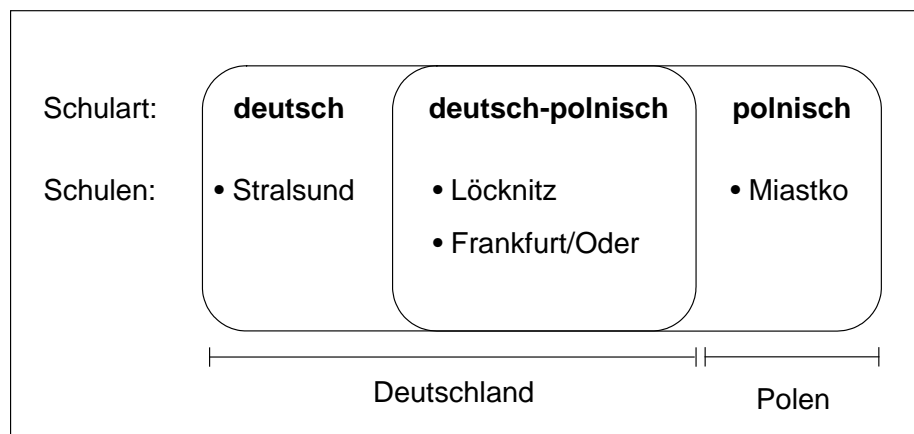 Schulart: deutsch deutsch-polnisch polnisch
Schulen: • Stralsund • Löcknitz • Miastko
• Frankfurt/Oder
Deutschland
Polen